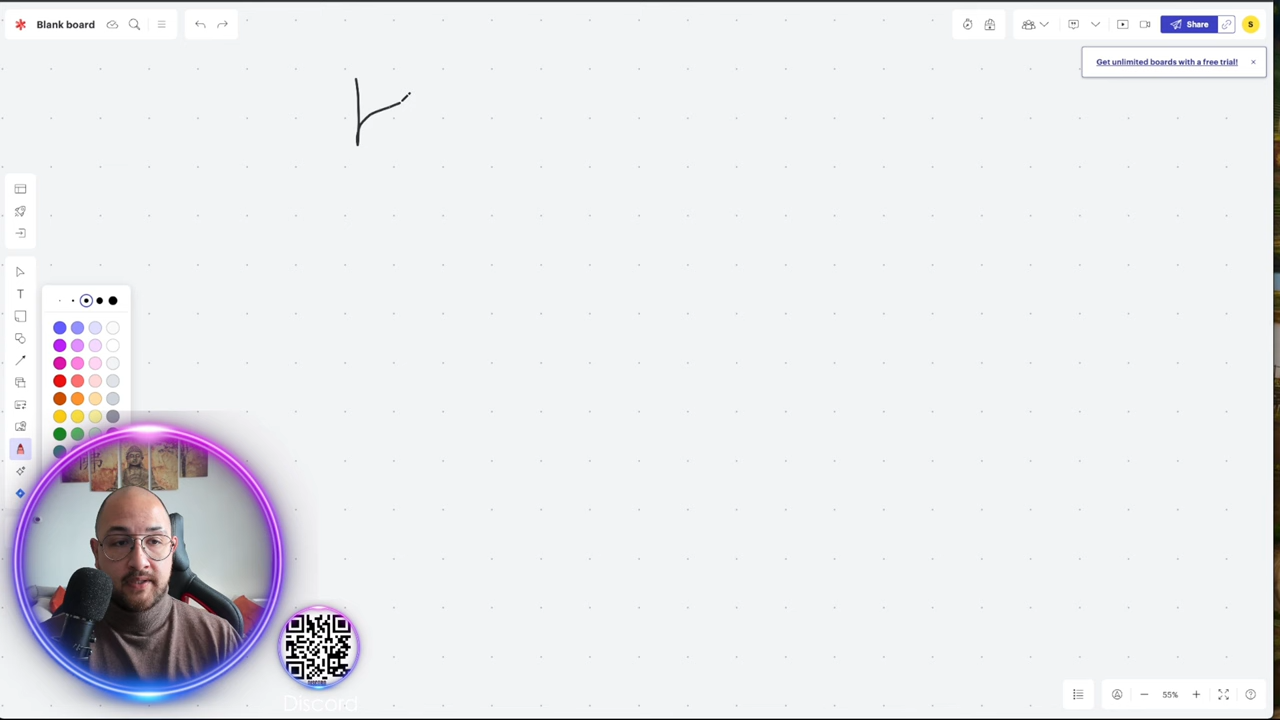 Blank board
Share
S
Get unlimited boards with a free trial!
T
55%
Discord